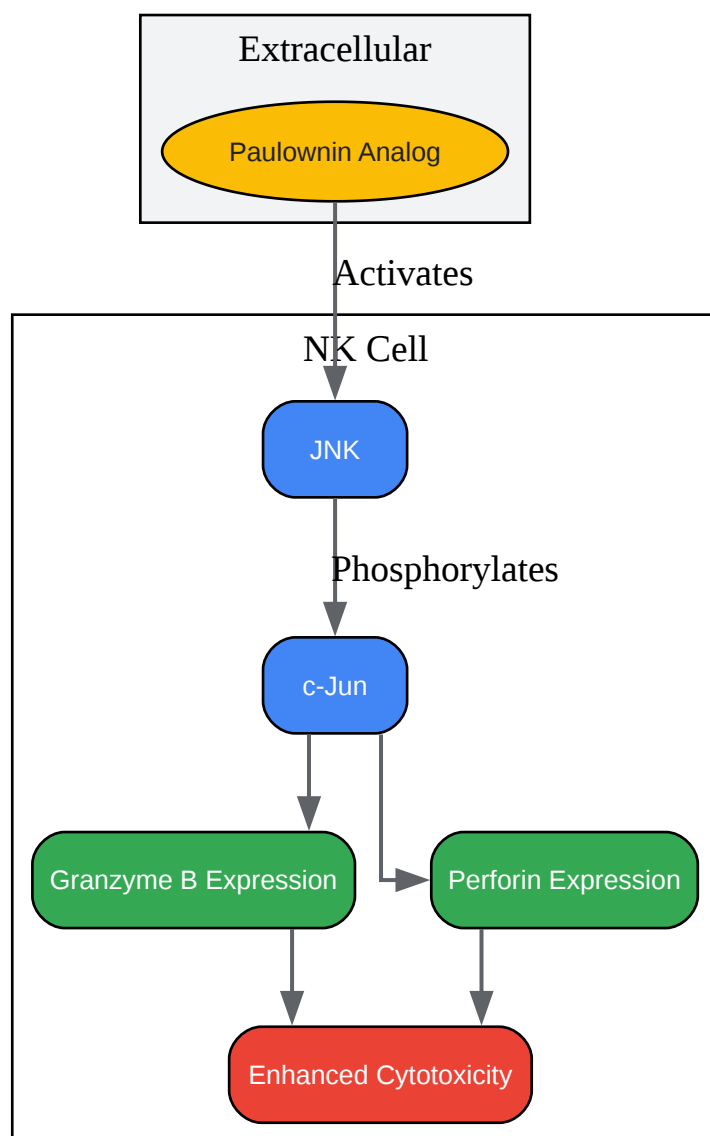 Extracellular
Paulownin Analog
Activates
NK Cell
JNK
Phosphorylates
c-Jun
Granzyme B Expression
Perforin Expression
Enhanced Cytotoxicity